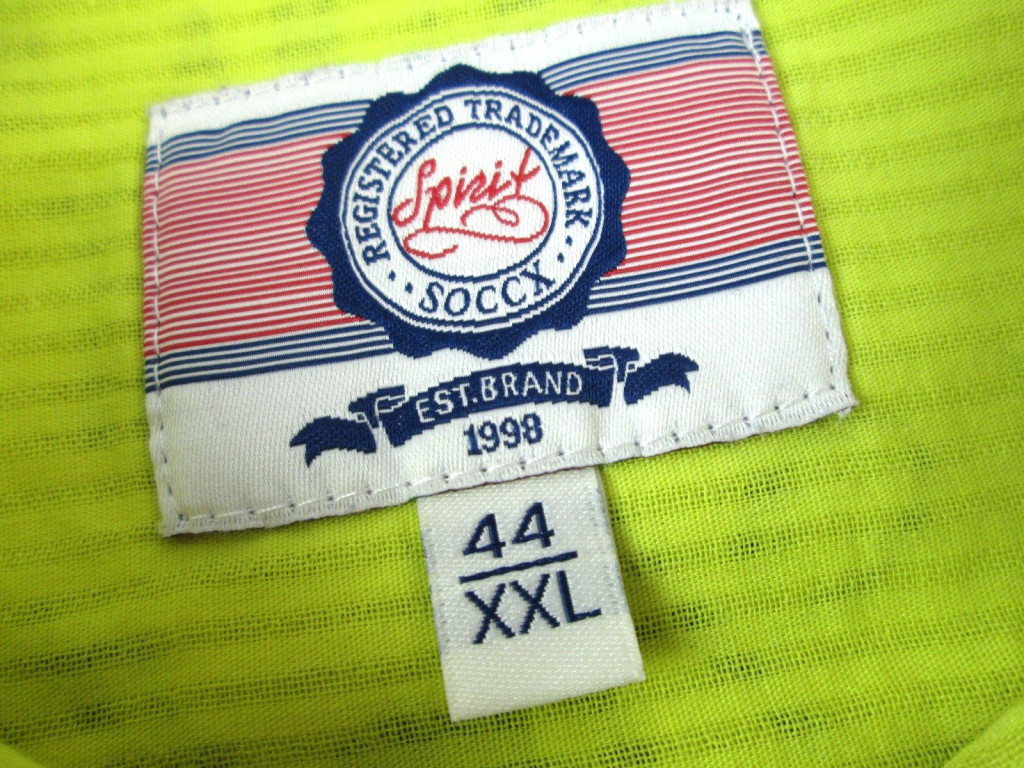 REGISTERED TRADEMARK
Spirit
SOCCX
EST.BRAND
1998
44
XXL